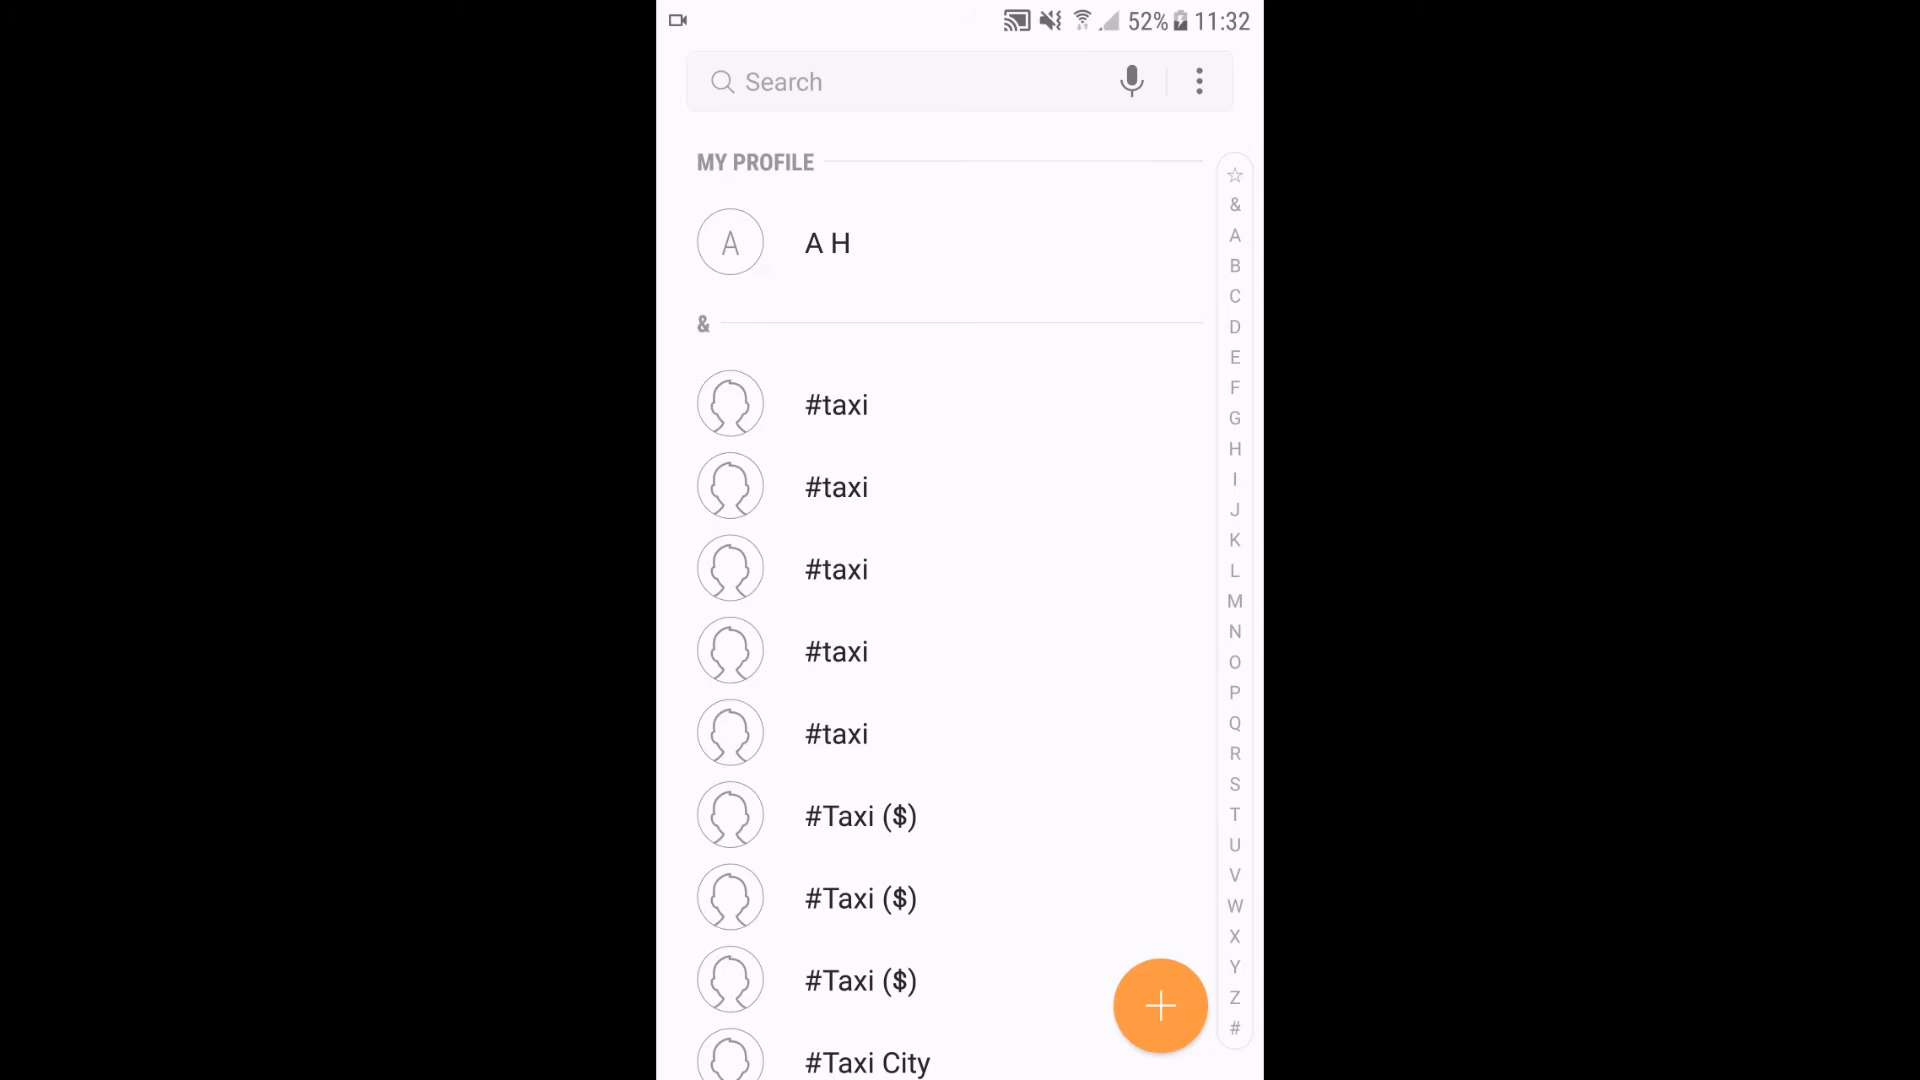 52% 11:32
Search
MY PROFILE
A
A H
&
#taxi
#taxi
#taxi
#taxi
#taxi
#Taxi ($)
#Taxi ($)
#Taxi ($)
#Taxi City
☆
&
A
B
C
D
E
F
G
H
I
J
K
L
M
N
O
P
Q
R
S
T
U
V
W
X
Y
Z
#